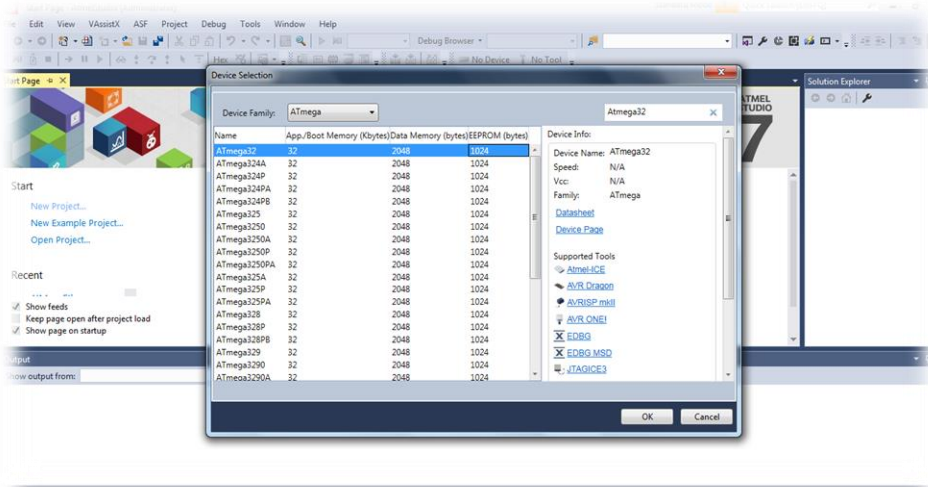 Edit View VAssistX ASF Project Debug Tools Window Help
Debug Browser
Hex No Device No Tool
Start Page
Device Selection
Solution Explorer
Device Family: ATmega Atmega32
ATMEL
STUDIO
7
Name App./Boot Memory (Kbytes) Data Memory (bytes) EEPROM (bytes)
ATmega32 32 2048 1024
ATmega324A 32 2048 1024
ATmega324P 32 2048 1024
ATmega324PA 32 2048 1024
ATmega324PB 32 2048 1024
ATmega325 32 2048 1024
ATmega3250 32 2048 1024
ATmega3250A 32 2048 1024
ATmega3250P 32 2048 1024
ATmega3250PA 32 2048 1024
ATmega325A 32 2048 1024
ATmega325P 32 2048 1024
ATmega325PA 32 2048 1024
ATmega328 32 2048 1024
ATmega328P 32 2048 1024
ATmega328PB 32 2048 1024
ATmega329 32 2048 1024
ATmega3290 32 2048 1024
ATmega3290A 32 2048 1024
Device Info:
Device Name: ATmega32
Speed: N/A
Vcc: N/A
Family: ATmega
Datasheet
Device Page
Supported Tools
Atmel-ICE
AVR Dragon
AVRISP mkII
AVR ONE!
EDBG
EDBG MSD
JTAGICE3
OK Cancel
Start
New Project...
New Example Project...
Open Project...
Recent
Show feeds
Keep page open after project load
Show page on startup
Output
Show output from: